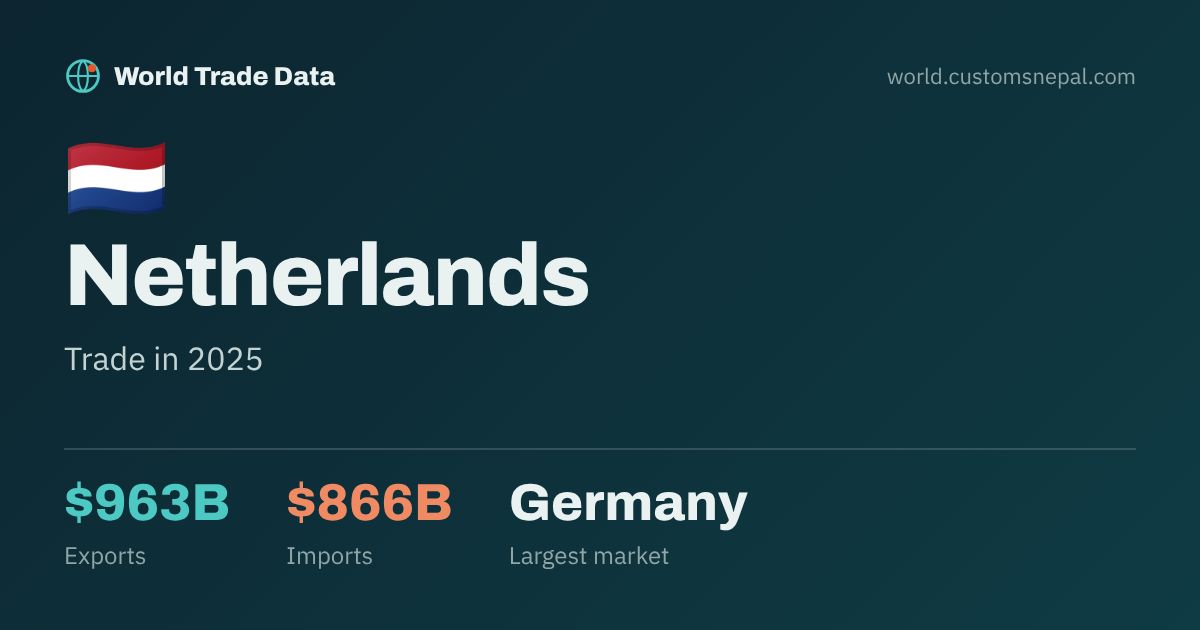 World Trade Data
world.customsnepal.com
Netherlands
Trade in 2025
$963B $866B Germany
Exports Imports Largest market